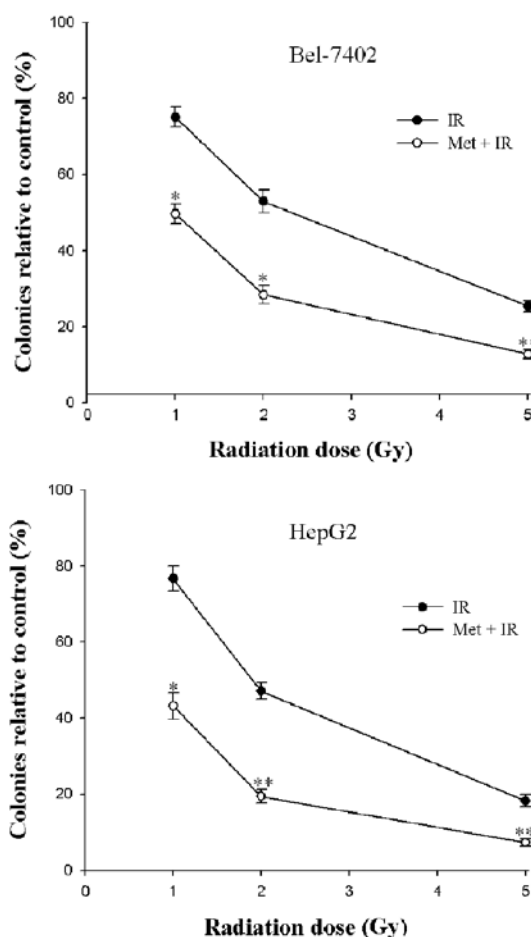 100
Bel-7402
80
IR
Met + IR
60
*
40
*
20
**
0
0 1 2 3 4 5
Colonies relative to control (%)
Radiation dose (Gy)
100
HepG2
80
IR
Met + IR
60
40
*
20
**
**
0
0 1 2 3 4 5
Colonies relative to control (%)
Radiation dose (Gy)